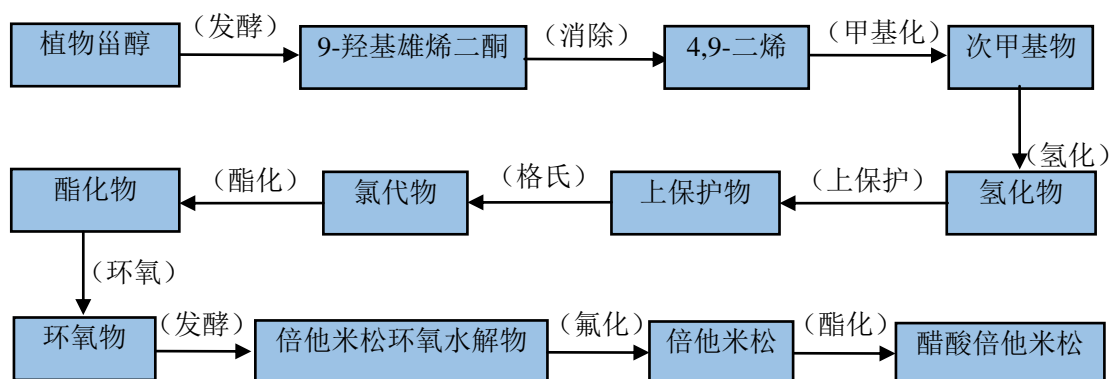 植物甾醇
（发酵）
9-羟基雄烯二酮
（消除）
4,9-二烯
（甲基化）
次甲基物
（氢化）
氢化物
（上保护）
上保护物
（格氏）
氯代物
（酯化）
酯化物
（环氧）
环氧物
（发酵）
倍他米松环氧水解物
（氟化）
倍他米松
（酯化）
醋酸倍他米松